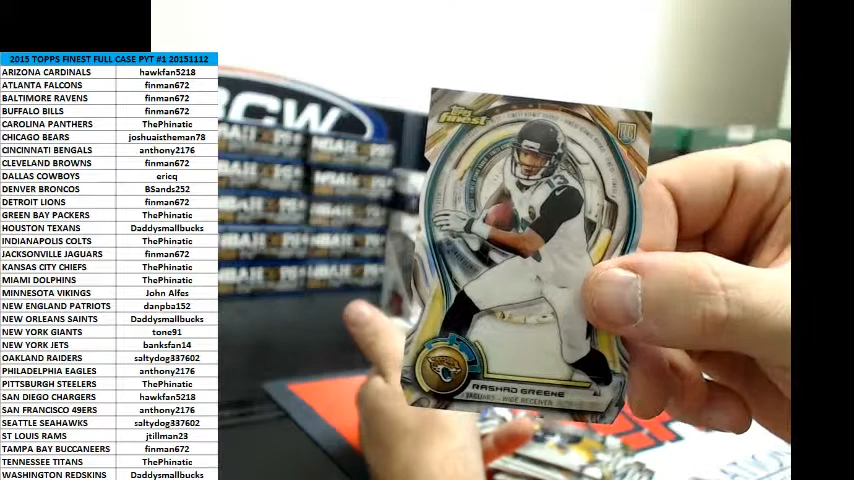 2015 TOPPS FINEST FULL CASE PYT #1 20151112
ARIZONA CARDINALS hawkfan5218
ATLANTA FALCONS finman672
BALTIMORE RAVENS finman672
BUFFALO BILLS finman672
CAROLINA PANTHERS ThePhinatic
CHICAGO BEARS joshuaistheman78
CINCINNATI BENGALS anthony2176
CLEVELAND BROWNS finman672
DALLAS COWBOYS ericq
DENVER BRONCOS BSands252
DETROIT LIONS finman672
GREEN BAY PACKERS ThePhinatic
HOUSTON TEXANS Daddysmallbucks
INDIANAPOLIS COLTS ThePhinatic
JACKSONVILLE JAGUARS finman672
KANSAS CITY CHIEFS ThePhinatic
MIAMI DOLPHINS ThePhinatic
MINNESOTA VIKINGS John Alfes
NEW ENGLAND PATRIOTS danpba152
NEW ORLEANS SAINTS Daddysmallbucks
NEW YORK GIANTS tone91
NEW YORK JETS banksfan14
OAKLAND RAIDERS saltydog337602
PHILADELPHIA EAGLES anthony2176
PITTSBURGH STEELERS ThePhinatic
SAN DIEGO CHARGERS hawkfan5218
SAN FRANCISCO 49ERS anthony2176
SEATTLE SEAHAWKS saltydog337602
ST LOUIS RAMS jtillman23
TAMPA BAY BUCCANEERS finman672
TENNESSEE TITANS ThePhinatic
WASHINGTON REDSKINS Daddysmallbucks
BCW
Topps
finest
13
RASHAD GREENE
JAGUARS - WIDE RECEIVER